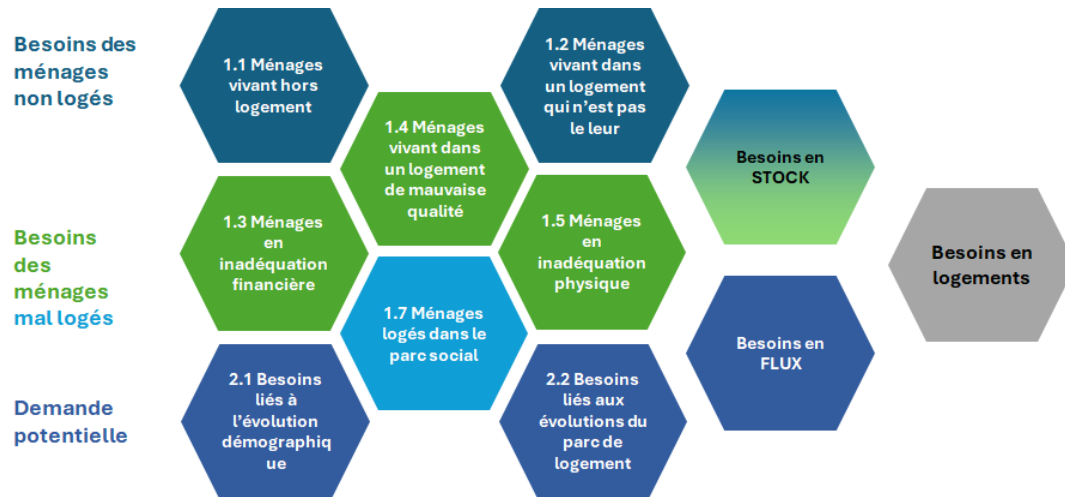 Besoins des
ménages
non logés
1.1 Ménages
vivant hors
logement
1.2 Ménages
vivant dans
un logement
qui n'est pas
le leur
1.4 Ménages
vivant dans
un logement
de mauvaise
qualité
Besoins en
STOCK
Besoins
des
ménages
mal logés
1.3 Ménages
en
inadéquation
financière
1.5 Ménages
en
inadéquation
physique
Besoins en
logements
1.7 Ménages
logés dans le
parc social
Besoins en
FLUX
Demande
potentielle
2.1 Besoins
liés à
l'évolution
démographiq
ue
2.2 Besoins
liés aux
évolutions du
parc de
logement